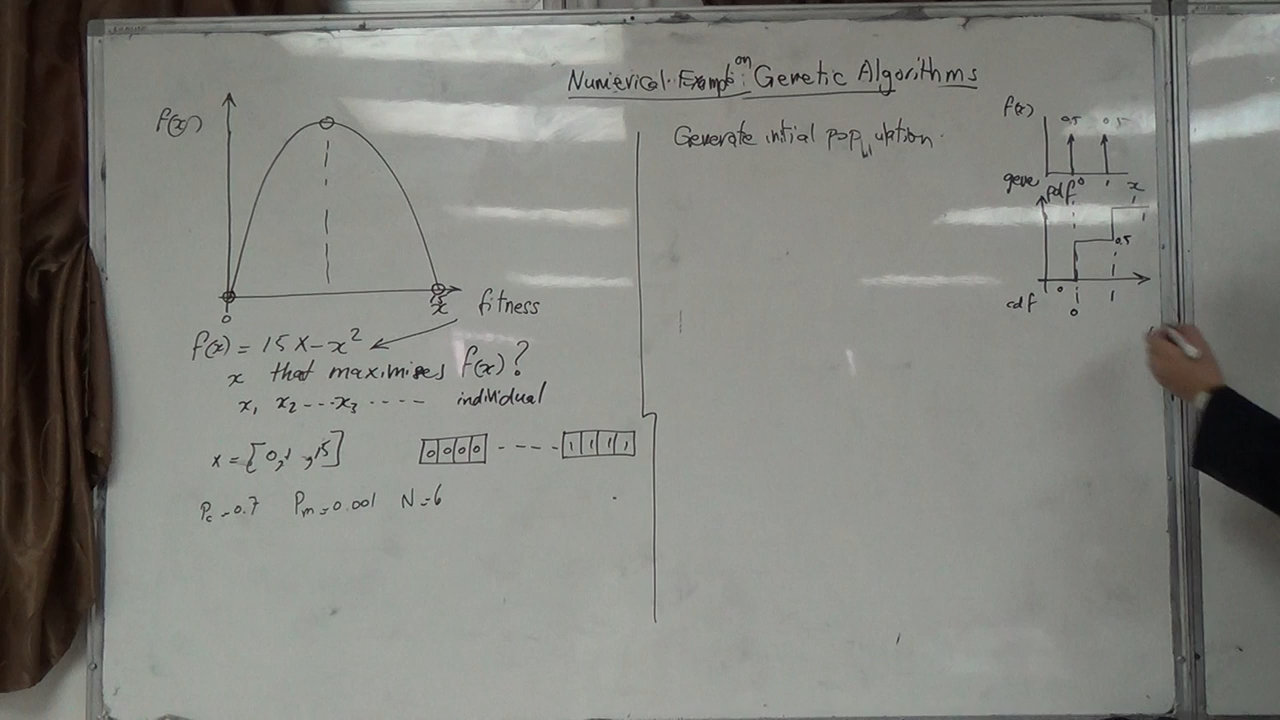 Numerical Example on : Genetic Algorithms
f(x)
0
15
x
fitness
f(x) = 15x - x²
x that maximises f(x)?
x₁ x₂ ---x₃ ---- individual
x = [0, 1, 15]
0 0 0 0 ---- 1 1 1 1
Pc = 0.7 Pm = 0.001 N = 6
Generate initial population.
f(x)
0.5 0.5
gene pdf 0 1 x
1
0.5
0
cdf 0 1